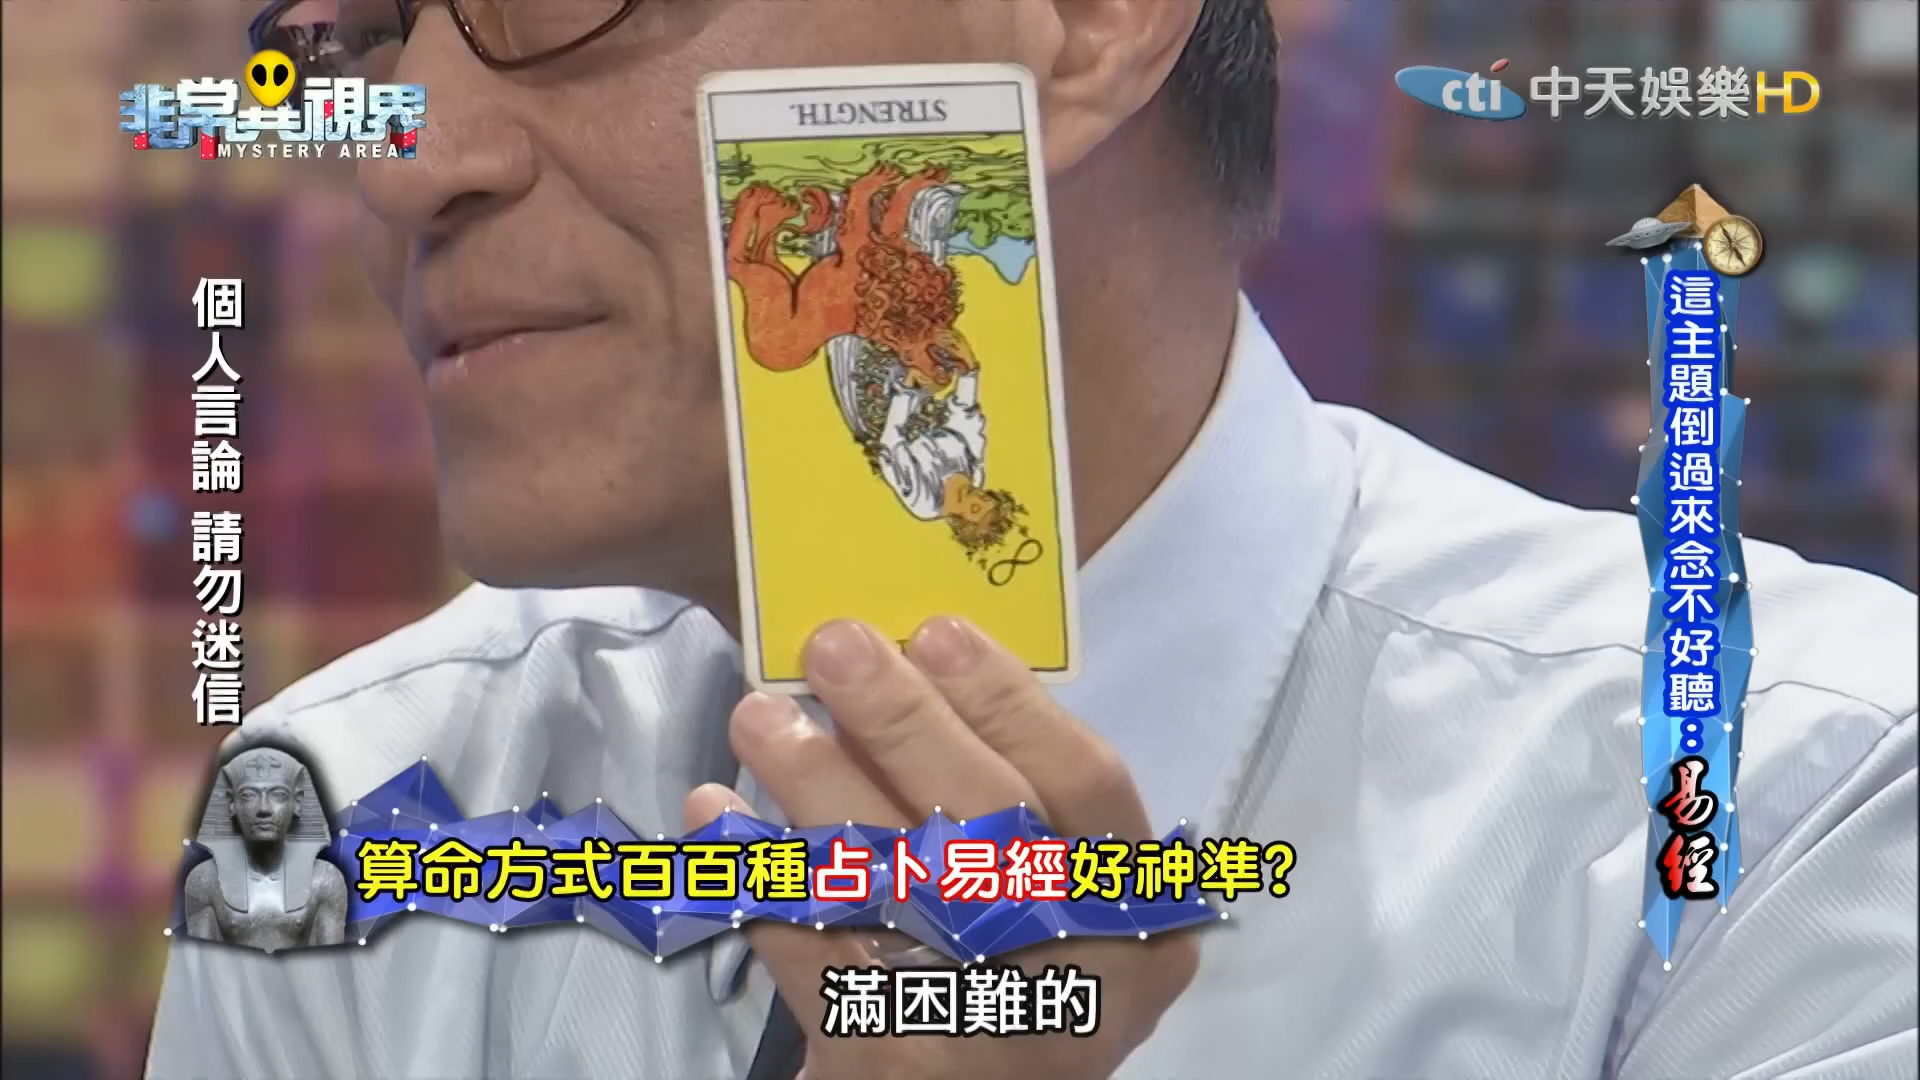 非常異視界
MYSTERY AREA
cti 中天娛樂HD
STRENGTH.
個人言論 請勿迷信
這主題倒過來念不好聽：易經
算命方式百百種占卜易經好神準?
滿困難的